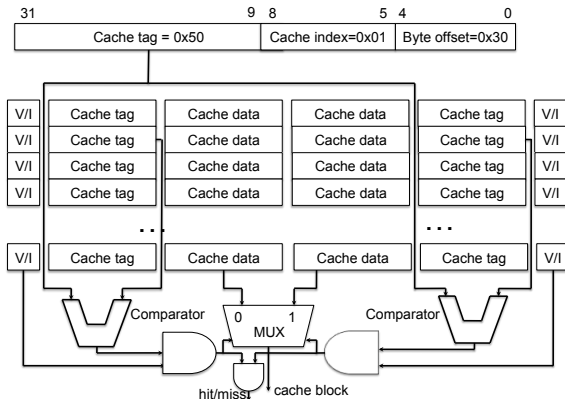 31 9 8 5 4 0
Cache tag = 0x50 Cache index=0x01 Byte offset=0x30
V/I Cache tag Cache data Cache data Cache tag V/I
V/I Cache tag Cache data Cache data Cache tag V/I
V/I Cache tag Cache data Cache data Cache tag V/I
V/I Cache tag Cache data Cache data Cache tag V/I
... ...
V/I Cache tag Cache data Cache data Cache tag V/I
Comparator 0 1 Comparator
MUX
hit/miss cache block